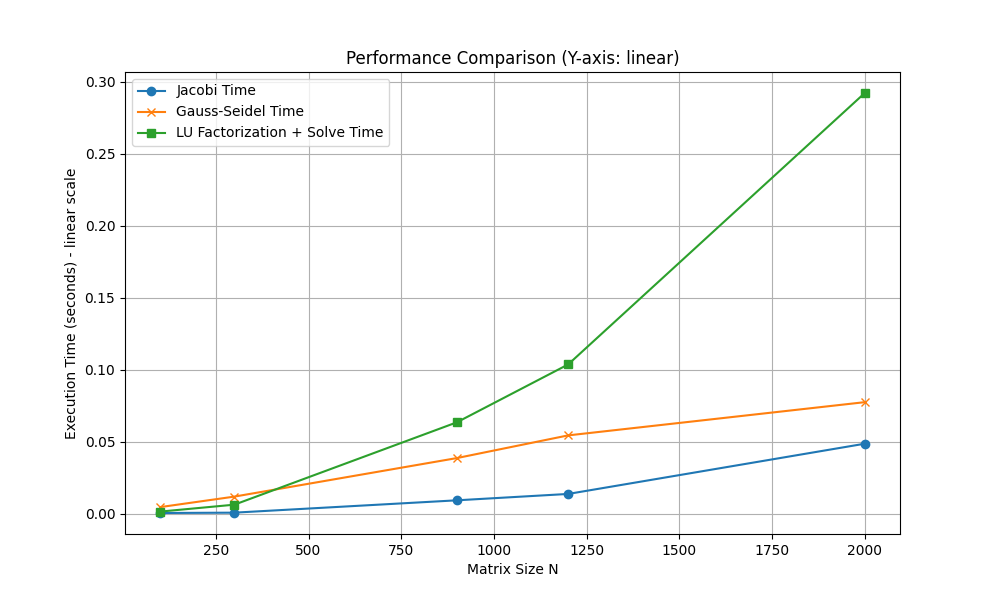 Performance Comparison (Y-axis: linear)
Jacobi Time
Gauss-Seidel Time
LU Factorization + Solve Time
Execution Time (seconds) - linear scale
0.30
0.25
0.20
0.15
0.10
0.05
0.00
250 500 750 1000 1250 1500 1750 2000
Matrix Size N